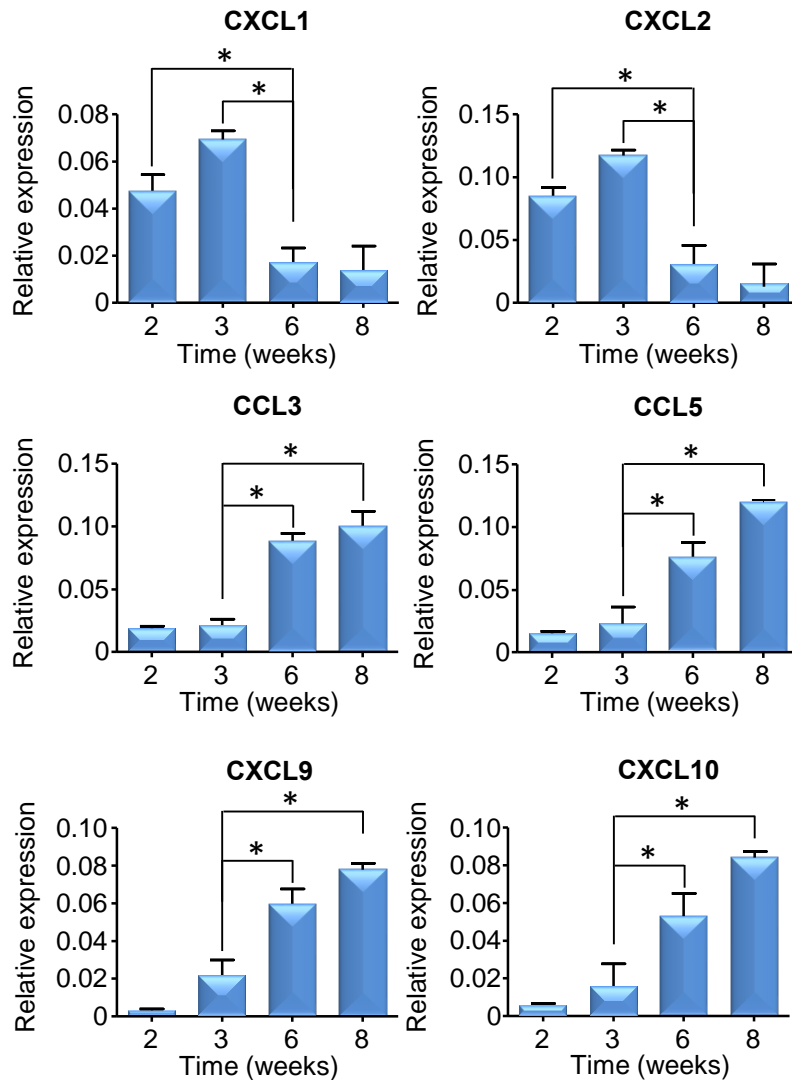 CXCL1
*
*
Relative expression
0.08
0.06
0.04
0.02
0
2 3 6 8
Time (weeks)
CXCL2
*
*
Relative expression
0.15
0.10
0.05
0
2 3 6 8
Time (weeks)
CCL3
*
*
Relative expression
0.15
0.10
0.05
0
2 3 6 8
Time (weeks)
CCL5
*
*
Relative expression
0.15
0.10
0.05
0
2 3 6 8
Time (weeks)
CXCL9
*
*
Relative expression
0.10
0.08
0.06
0.04
0.02
0
2 3 6 8
Time (weeks)
CXCL10
*
*
Relative expression
0.10
0.08
0.06
0.04
0.02
0
2 3 6 8
Time (weeks)